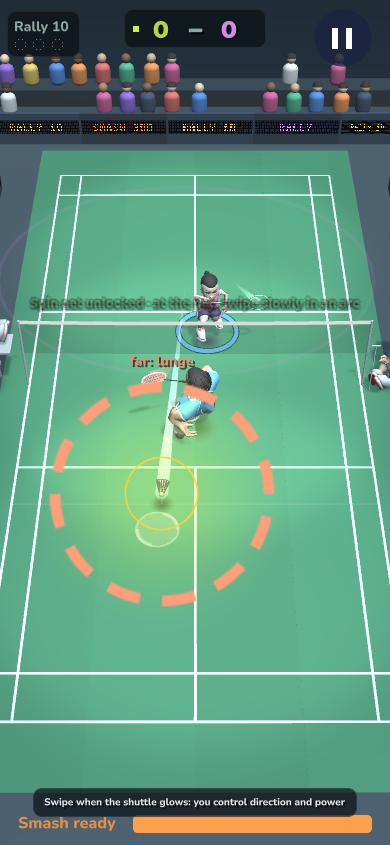 Rally 10
0 – 0
RALLY
Spin net unlocked - at the net, swipe slowly in an arc
far: lunge
Swipe when the shuttle glows: you control direction and power
Smash ready